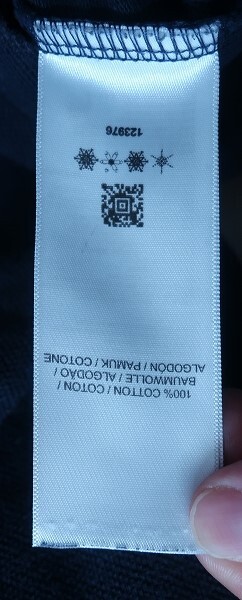 100% COTTON / COTON /
BAUMWOLLE / ALGODÃO /
ALGODÓN / PAMUK / COTONE
123976